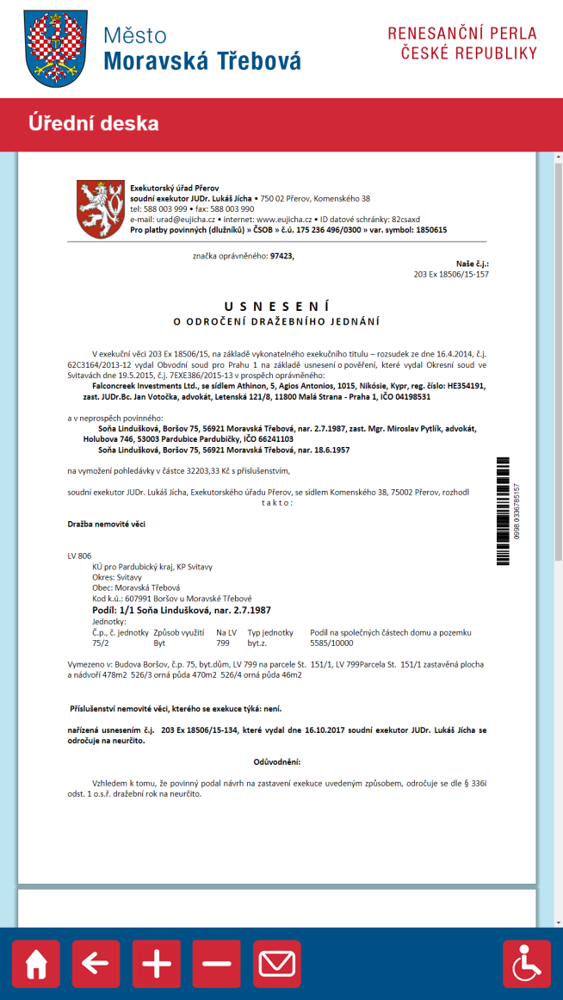 Město
Moravská Třebová
RENESANČNÍ PERLA
ČESKÉ REPUBLIKY
Úřední deska
Exekutorský úřad Přerov
soudní exekutor JUDr. Lukáš Jícha • 750 02 Přerov, Komenského 38
tel: 588 003 999 • fax: 588 003 990
e-mail: urad@eujicha.cz • internet: www.eujicha.cz • ID datové schránky: 82csaxd
Pro platby povinných (dlužníků) » ČSOB » č.ú. 175 236 496/0300 » var. symbol: 1850615
značka oprávněného: 97423,
Naše č.j.:
203 Ex 18506/15-157
U S N E S E N Í
O ODROČENÍ DRAŽEBNÍHO JEDNÁNÍ
V exekuční věci 203 Ex 18506/15, na základě vykonatelného exekučního titulu – rozsudek ze dne 16.4.2014, č.j.
62C3164/2013-12 vydal Obvodní soud pro Prahu 1 na základě usnesení o pověření, které vydal Okresní soud ve
Svitavách dne 19.5.2015, č.j. 7EXE386/2015-13 v prospěch oprávněného:
Falconcreek Investments Ltd., se sídlem Athinon, 5, Agios Antonios, 1015, Nikósie, Kypr, reg. číslo: HE354191,
zast. JUDr.Bc. Jan Votočka, advokát, Letenská 121/8, 11800 Malá Strana - Praha 1, IČO 04198531
a v neprospěch povinného:
Soňa Lindušková, Boršov 75, 56921 Moravská Třebová, nar. 2.7.1987, zast. Mgr. Miroslav Pytlík, advokát,
Holubova 746, 53003 Pardubice Pardubičky, IČO 66241103
Soňa Lindušková, Boršov 75, 56921 Moravská Třebová, nar. 18.6.1957
na vymožení pohledávky v částce 32203,33 Kč s příslušenstvím,
soudní exekutor JUDr. Lukáš Jícha, Exekutorského úřadu Přerov, se sídlem Komenského 38, 75002 Přerov, rozhodl
t a k t o :
0998 0336785157
Dražba nemovité věci
LV 806
KÚ pro Pardubický kraj, KP Svitavy
Okres: Svitavy
Obec: Moravská Třebová
Kod k.ú.: 607991 Boršov u Moravské Třebové
Podíl: 1/1 Soňa Lindušková, nar. 2.7.1987
Jednotky:
Č.p., č. jednotky Způsob využití Na LV Typ jednotky Podíl na společných částech domu a pozemku
75/2 Byt 799 byt.z. 5585/10000
Vymezeno v: Budova Boršov, č.p. 75, byt.dům, LV 799 na parcele St. 151/1, LV 799Parcela St. 151/1 zastavěná plocha
a nádvoří 478m2 526/3 orná půda 470m2 526/4 orná půda 46m2
Příslušenství nemovité věci, kterého se exekuce týká: není.
nařízená usnesením č.j. 203 Ex 18506/15-134, které vydal dne 16.10.2017 soudní exekutor JUDr. Lukáš Jícha se
odročuje na neurčito.
Odůvodnění:
Vzhledem k tomu, že povinný podal návrh na zastavení exekuce uvedeným způsobem, odročuje se dle § 336i
odst. 1 o.s.ř. dražební rok na neurčito.